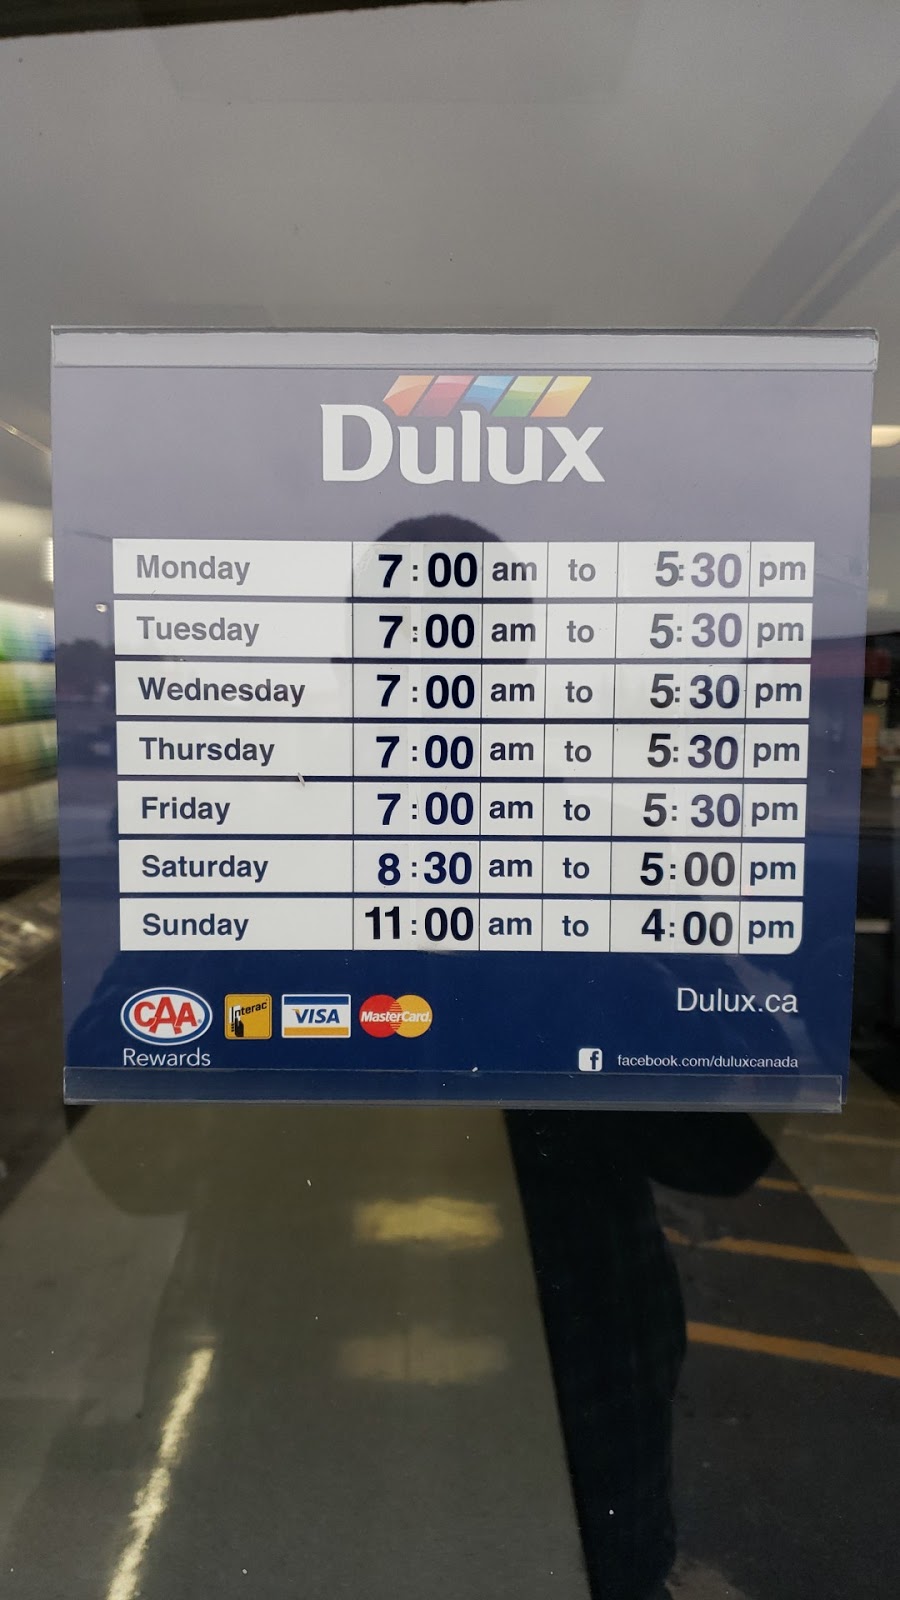 Dulux
Monday 7:00 am to 5:30 pm
Tuesday 7:00 am to 5:30 pm
Wednesday 7:00 am to 5:30 pm
Thursday 7:00 am to 5:30 pm
Friday 7:00 am to 5:30 pm
Saturday 8:30 am to 5:00 pm
Sunday 11:00 am to 4:00 pm
CAA Interac VISA MasterCard Dulux.ca
Rewards facebook.com/duluxcanada